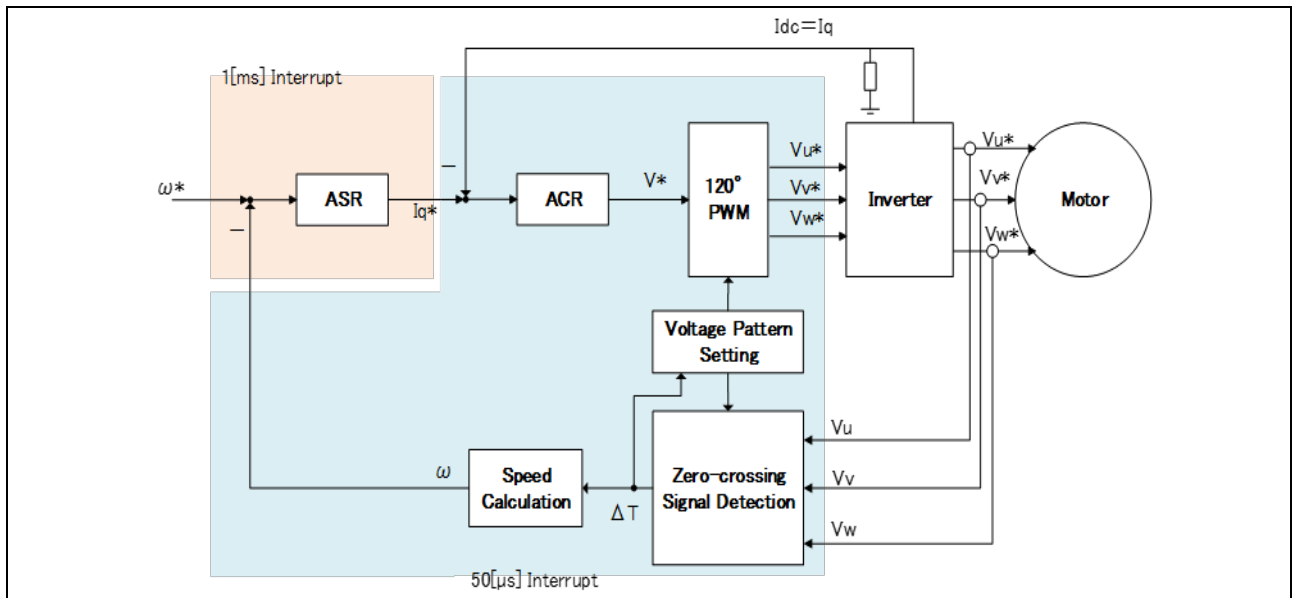 Idc=Iq
1[ms] Interrupt
ω*
−
ASR
Iq*
−
ACR
V*
120°
PWM
Vu*
Vv*
Vw*
Inverter
Vu*
Vv*
Vw*
Motor
Voltage Pattern
Setting
ω
Speed
Calculation
ΔT
Zero-crossing
Signal Detection
Vu
Vv
Vw
50[μs] Interrupt